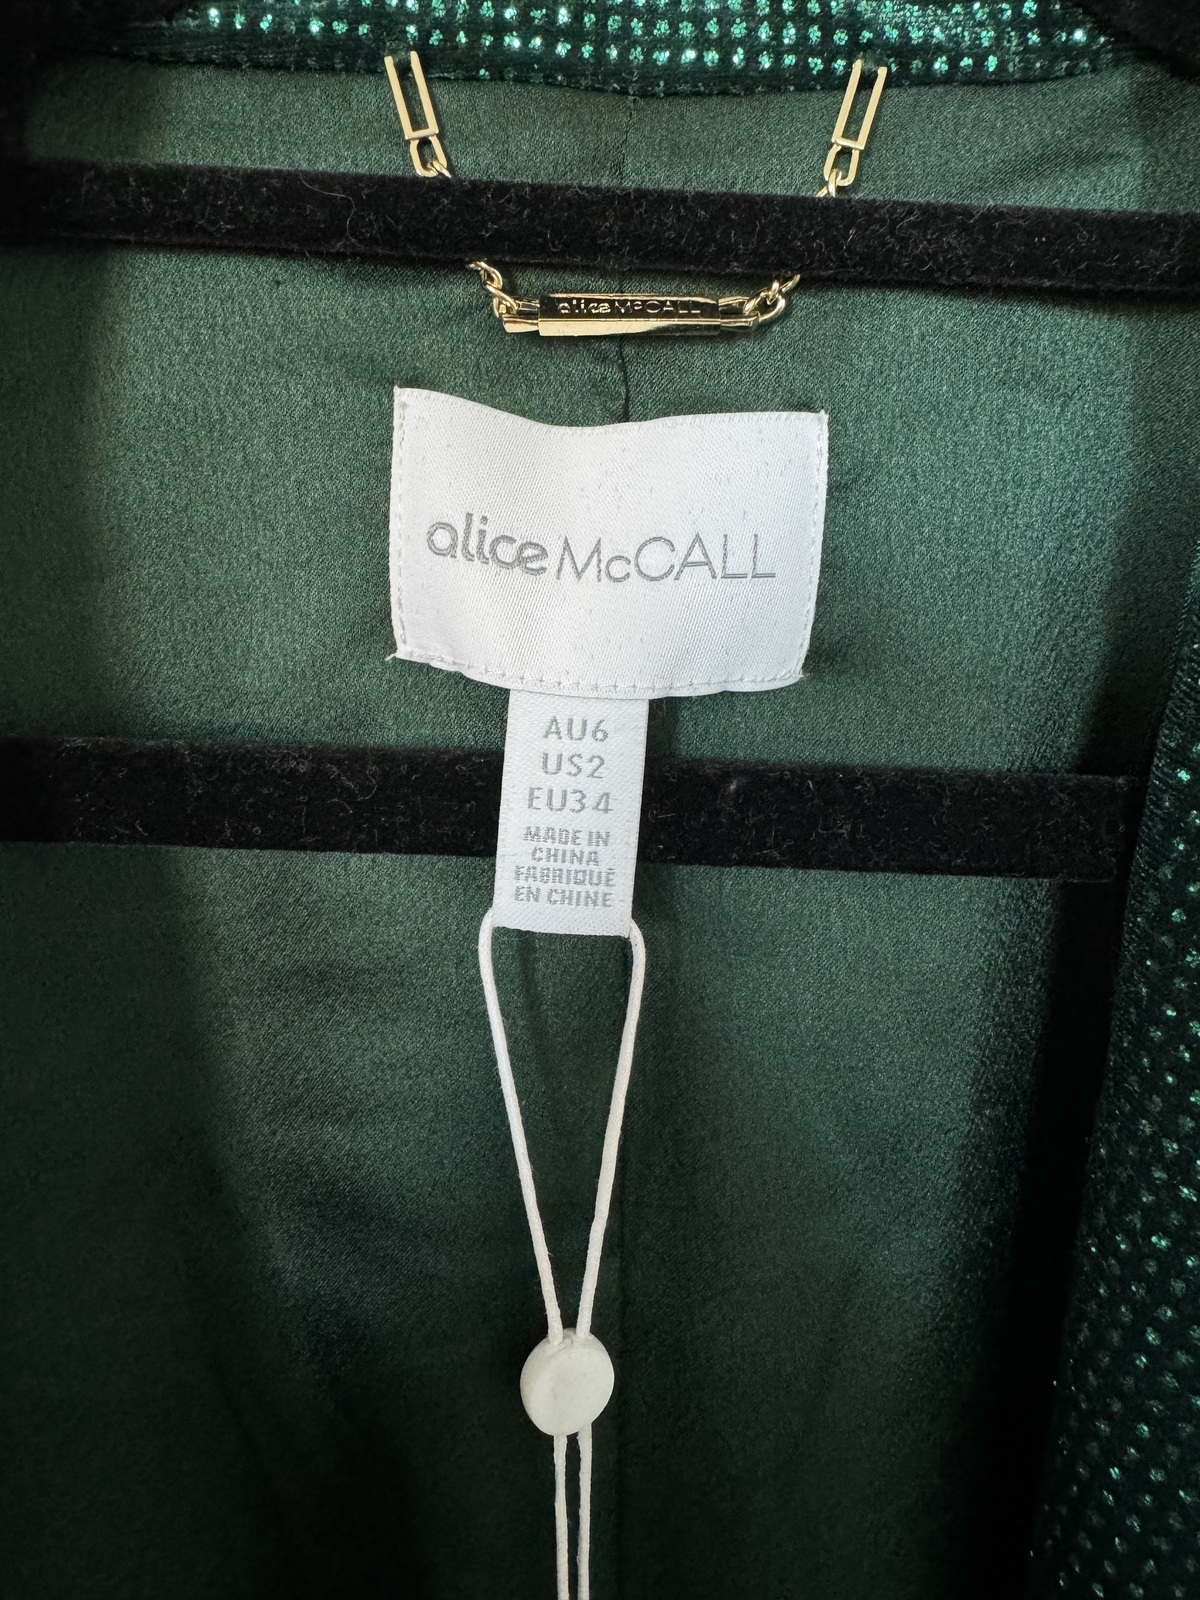 alice McCALL
alice McCALL
AU6
US2
EU34
MADE IN
CHINA
FABRIQUÉ
EN CHINE